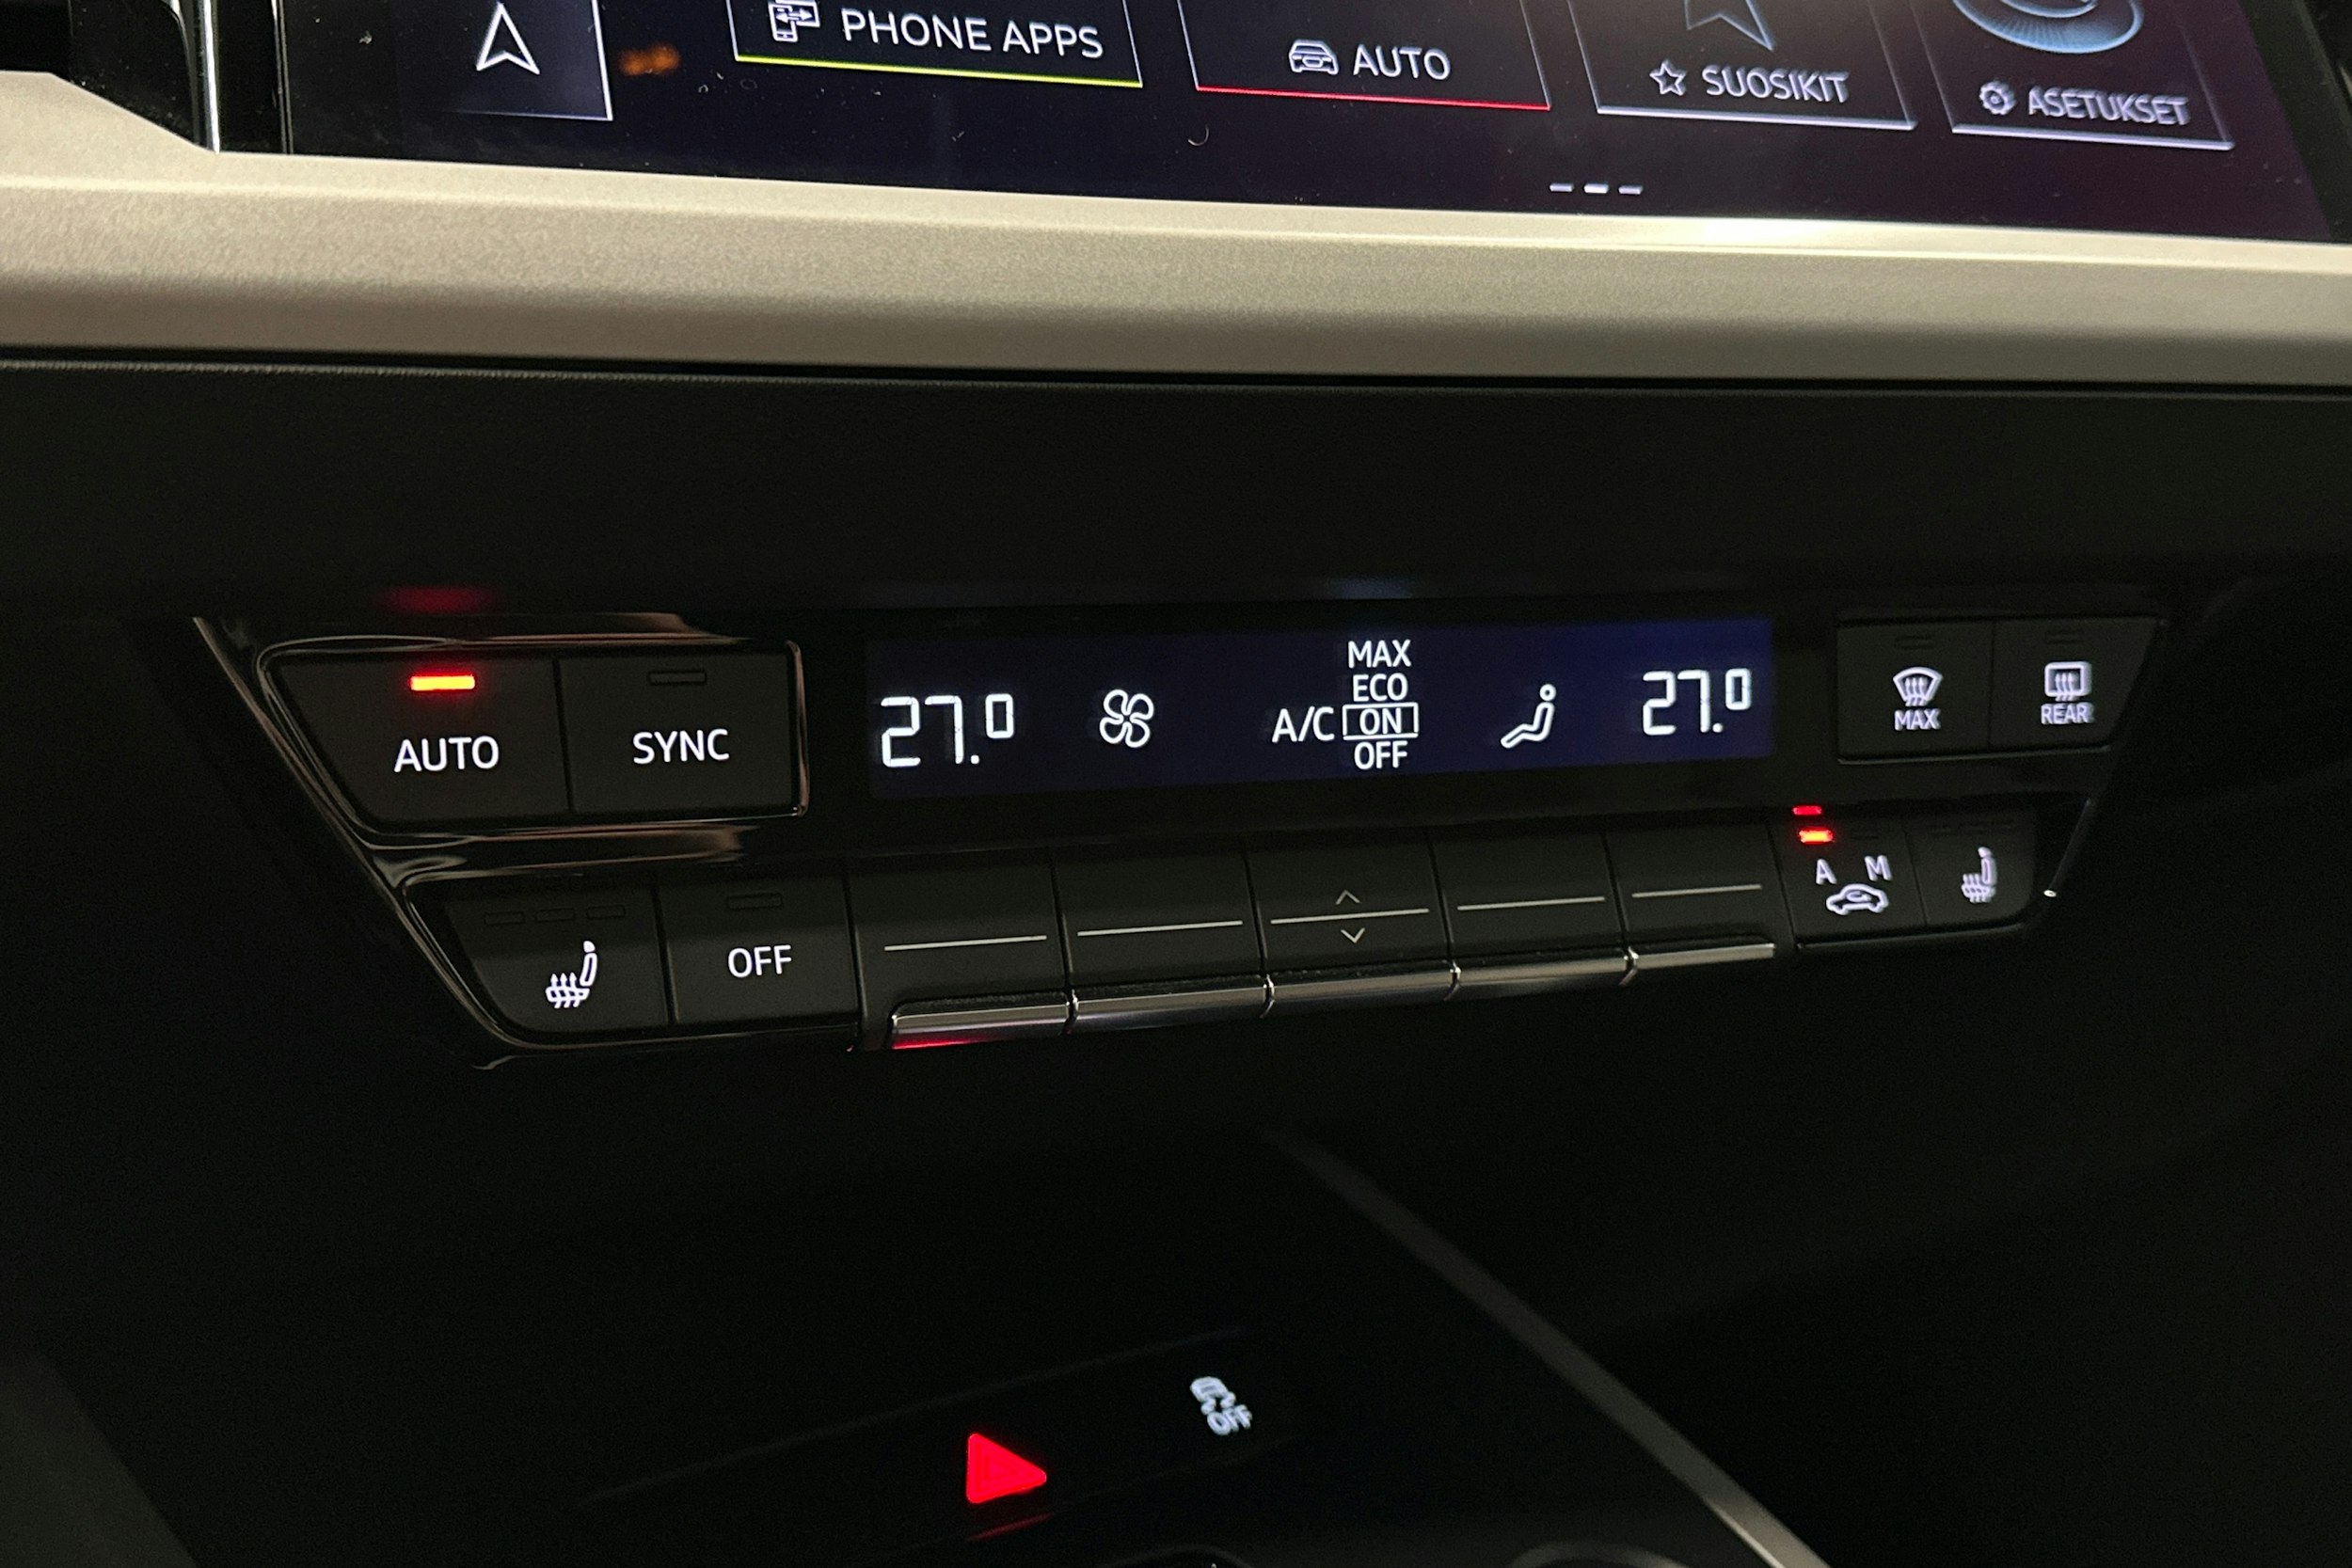 PHONE APPS
AUTO
SUOSIKIT
ASETUKSET
AUTO
SYNC
27.0
MAX
ECO
A/C ON
OFF
27.0
MAX
REAR
OFF
A M
OFF